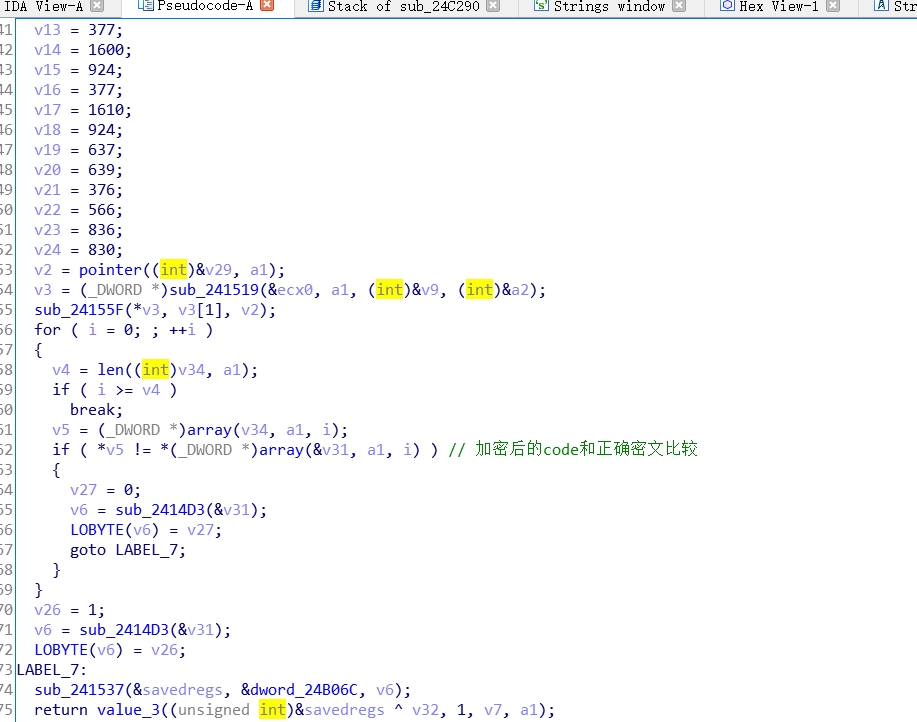 IDA View-A Pseudocode-A Stack of sub_24C290 Strings window Hex View-1 Str
41 v13 = 377;
42 v14 = 1600;
43 v15 = 924;
44 v16 = 377;
45 v17 = 1610;
46 v18 = 924;
47 v19 = 637;
48 v20 = 639;
49 v21 = 376;
50 v22 = 566;
51 v23 = 836;
52 v24 = 830;
53 v2 = pointer((int)&v29, a1);
54 v3 = (_DWORD *)sub_241519(&ecx0, a1, (int)&v9, (int)&a2);
55 sub_24155F(*v3, v3[1], v2);
56 for ( i = 0; ; ++i )
57 {
58 v4 = len((int)v34, a1);
59 if ( i >= v4 )
60 break;
61 v5 = (_DWORD *)array(v34, a1, i);
62 if ( *v5 != *(_DWORD *)array(&v31, a1, i) ) // 加密后的code和正确密文比较
63 {
64 v27 = 0;
65 v6 = sub_2414D3(&v31);
66 LOBYTE(v6) = v27;
67 goto LABEL_7;
68 }
69 }
70 v26 = 1;
71 v6 = sub_2414D3(&v31);
72 LOBYTE(v6) = v26;
73 LABEL_7:
74 sub_241537(&savedregs, &dword_24B06C, v6);
75 return value_3((unsigned int)&savedregs ^ v32, 1, v7, a1);